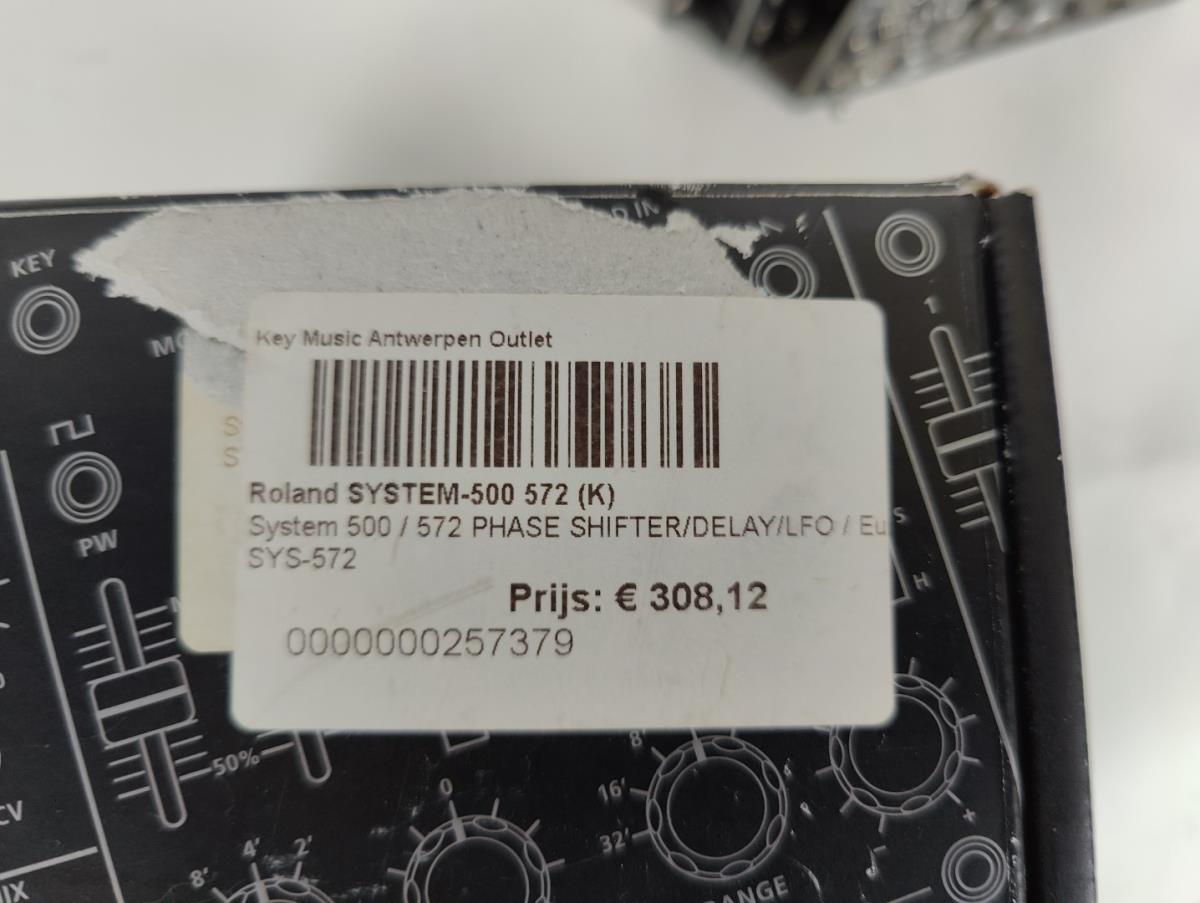 KEY
PW
50%
4'
2'
8'
0
8'
16'
32'
CV
H
1
Key Music Antwerpen Outlet
Roland SYSTEM-500 572 (K)
System 500 / 572 PHASE SHIFTER/DELAY/LFO / Eu
SYS-572
Prijs: € 308,12
0000000257379